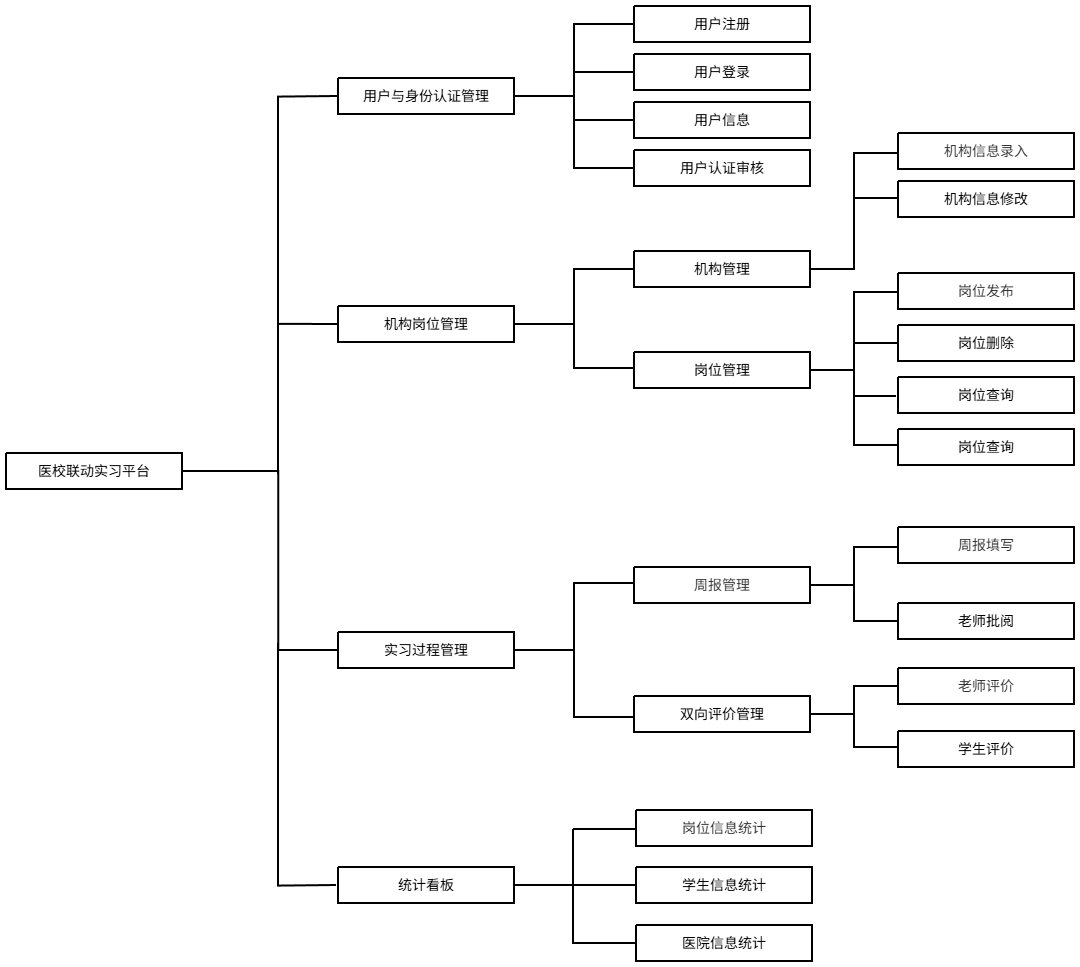 医校联动实习平台
用户与身份认证管理
用户注册
用户登录
用户信息
用户认证审核
机构岗位管理
机构管理
机构信息录入
机构信息修改
岗位管理
岗位发布
岗位删除
岗位查询
岗位查询
实习过程管理
周报管理
周报填写
老师批阅
双向评价管理
老师评价
学生评价
统计看板
岗位信息统计
学生信息统计
医院信息统计